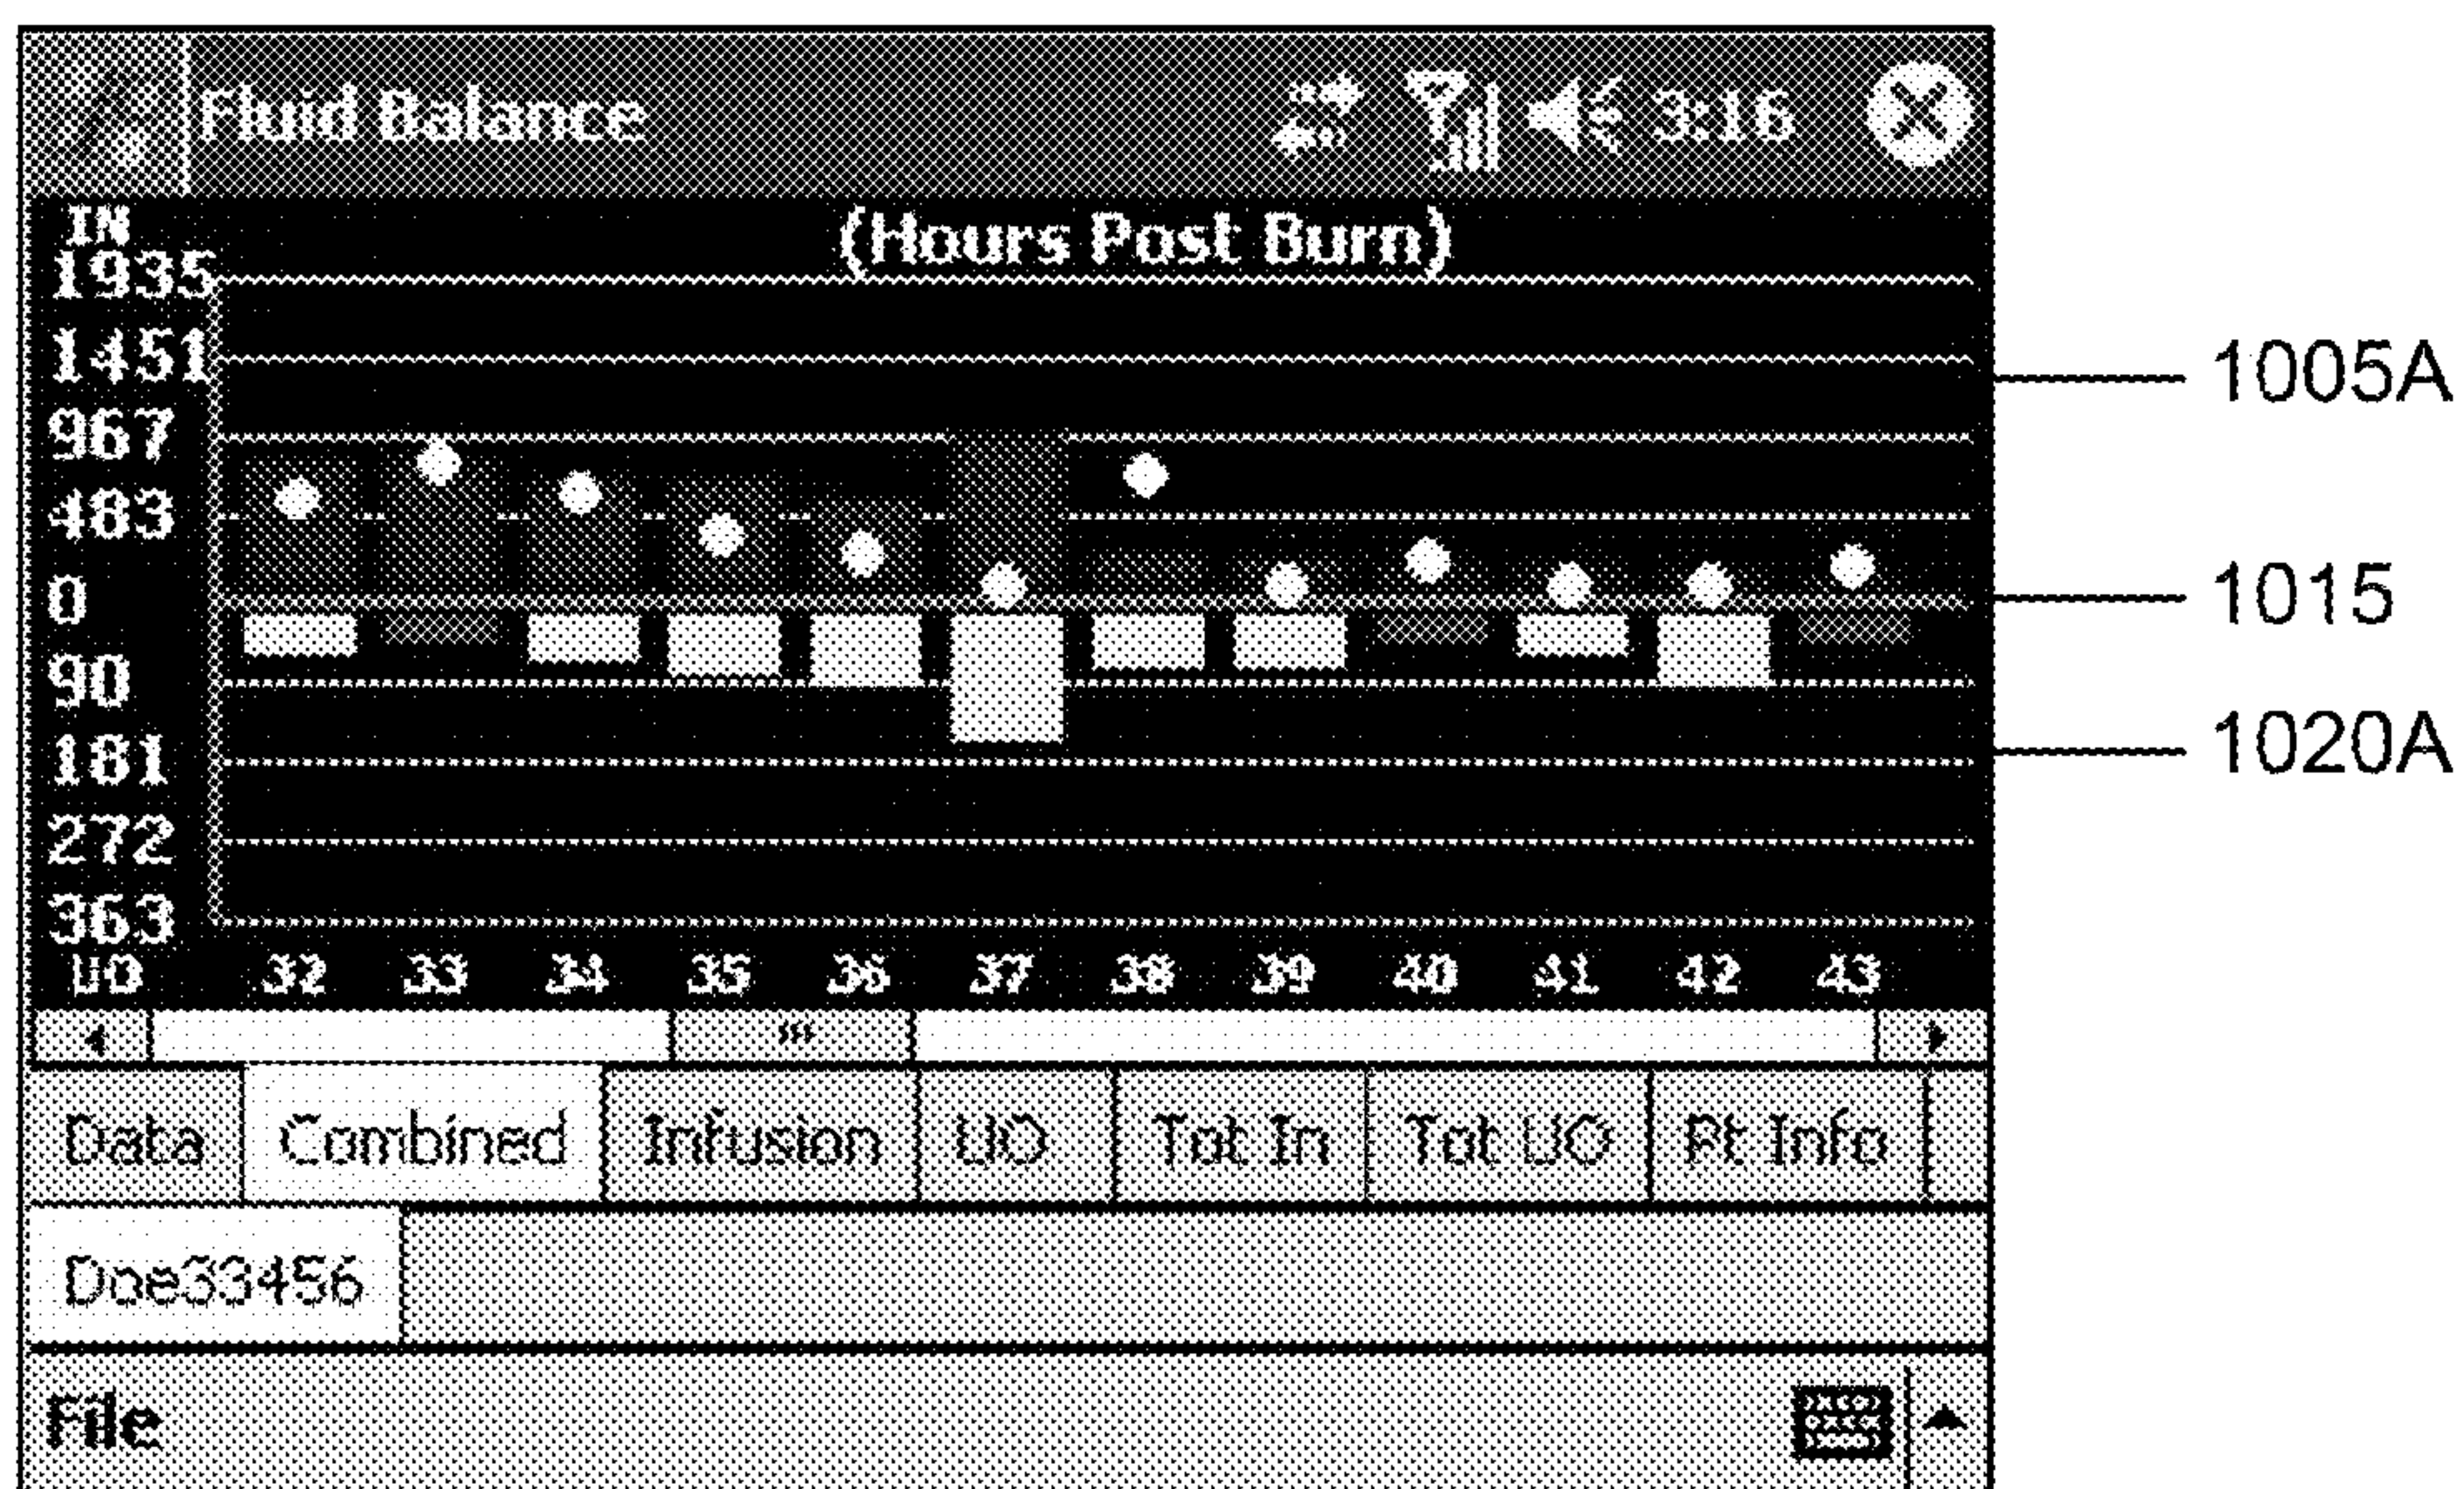 Fluid Balance 3:16
IN (Hours Post Burn)
1935
1451
1005A
967
483
0
1015
90
181
1020A
272
363
UO 32 33 34 35 36 37 38 39 40 41 42 43
Data Combined Infusion UO Tot In Tot UO Pt Info
Doe33456
File